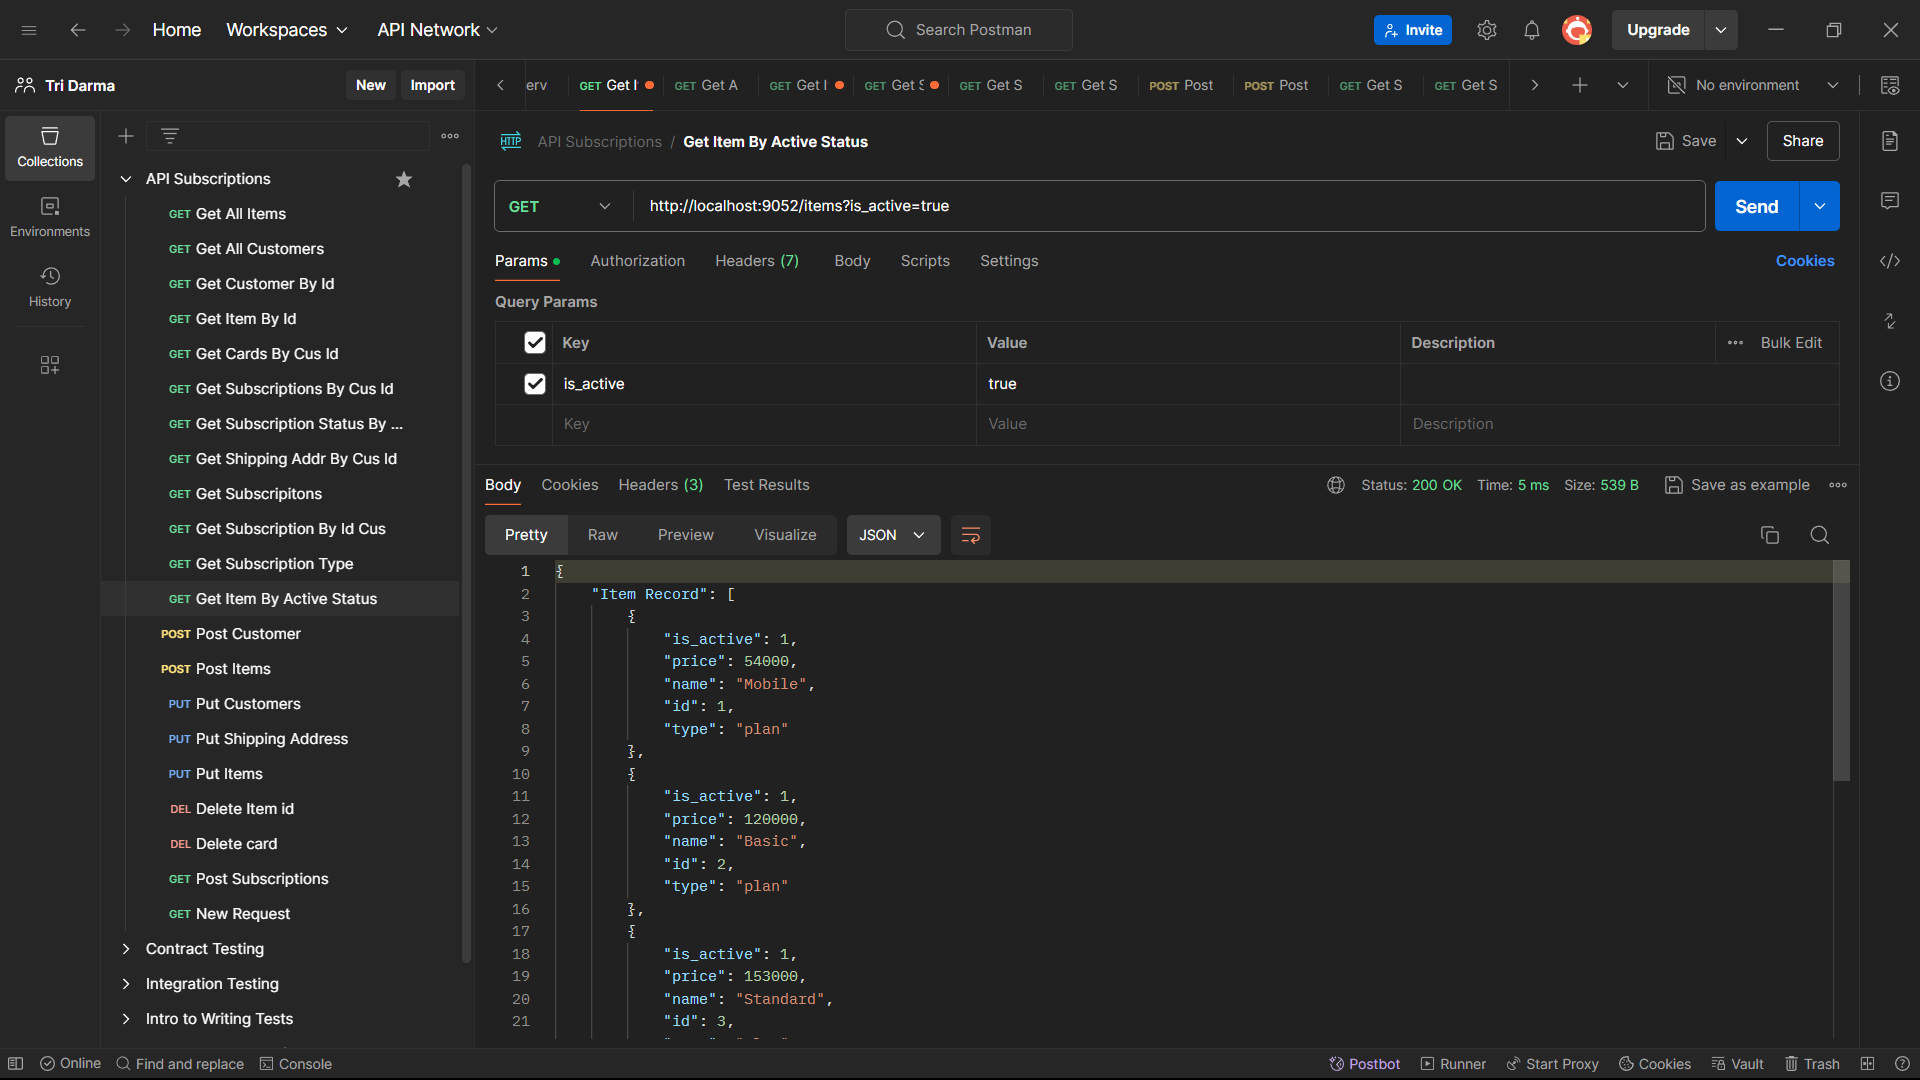 Home Workspaces API Network Search Postman Invite Upgrade
Tri Darma New Import erv GET Get I GET Get A GET Get I GET Get S GET Get S GET Get S POST Post POST Post GET Get S GET Get S No environment
Collections
Environments
History
API Subscriptions
GET Get All Items
GET Get All Customers
GET Get Customer By Id
GET Get Item By Id
GET Get Cards By Cus Id
GET Get Subscriptions By Cus Id
GET Get Subscription Status By ...
GET Get Shipping Addr By Cus Id
GET Get Subscripitons
GET Get Subscription By Id Cus
GET Get Subscription Type
GET Get Item By Active Status
POST Post Customer
POST Post Items
PUT Put Customers
PUT Put Shipping Address
PUT Put Items
DEL Delete Item id
DEL Delete card
GET Post Subscriptions
GET New Request
Contract Testing
Integration Testing
Intro to Writing Tests
HTTP API Subscriptions / Get Item By Active Status Save Share
GET http://localhost:9052/items?is_active=true Send
Params Authorization Headers (7) Body Scripts Settings Cookies
Query Params
Key Value Description Bulk Edit
is_active true
Key Value Description
Body Cookies Headers (3) Test Results Status: 200 OK Time: 5 ms Size: 539 B Save as example
Pretty Raw Preview Visualize JSON
1 {
2 "Item Record": [
3 {
4 "is_active": 1,
5 "price": 54000,
6 "name": "Mobile",
7 "id": 1,
8 "type": "plan"
9 },
10 {
11 "is_active": 1,
12 "price": 120000,
13 "name": "Basic",
14 "id": 2,
15 "type": "plan"
16 },
17 {
18 "is_active": 1,
19 "price": 153000,
20 "name": "Standard",
21 "id": 3,
Online Find and replace Console Postbot Runner Start Proxy Cookies Vault Trash